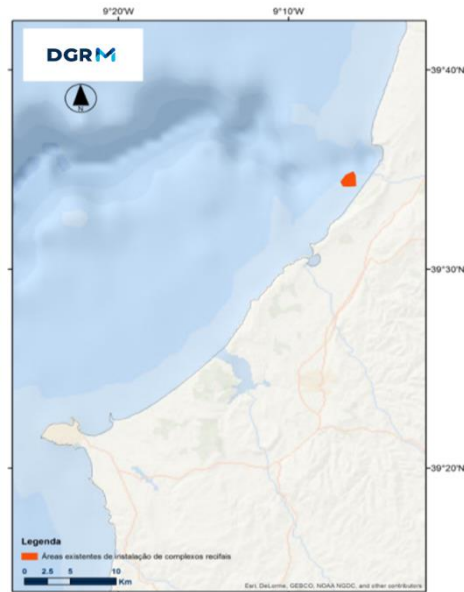 9°20'W 9°10'W
DGRM
39°40'N
N
39°30'N
39°20'N
Legenda
Áreas existentes de instalação de complexos recifais
0 2.5 5 10
Km
Esri, DeLorme, GEBCO, NOAA NGDC, and other contributors